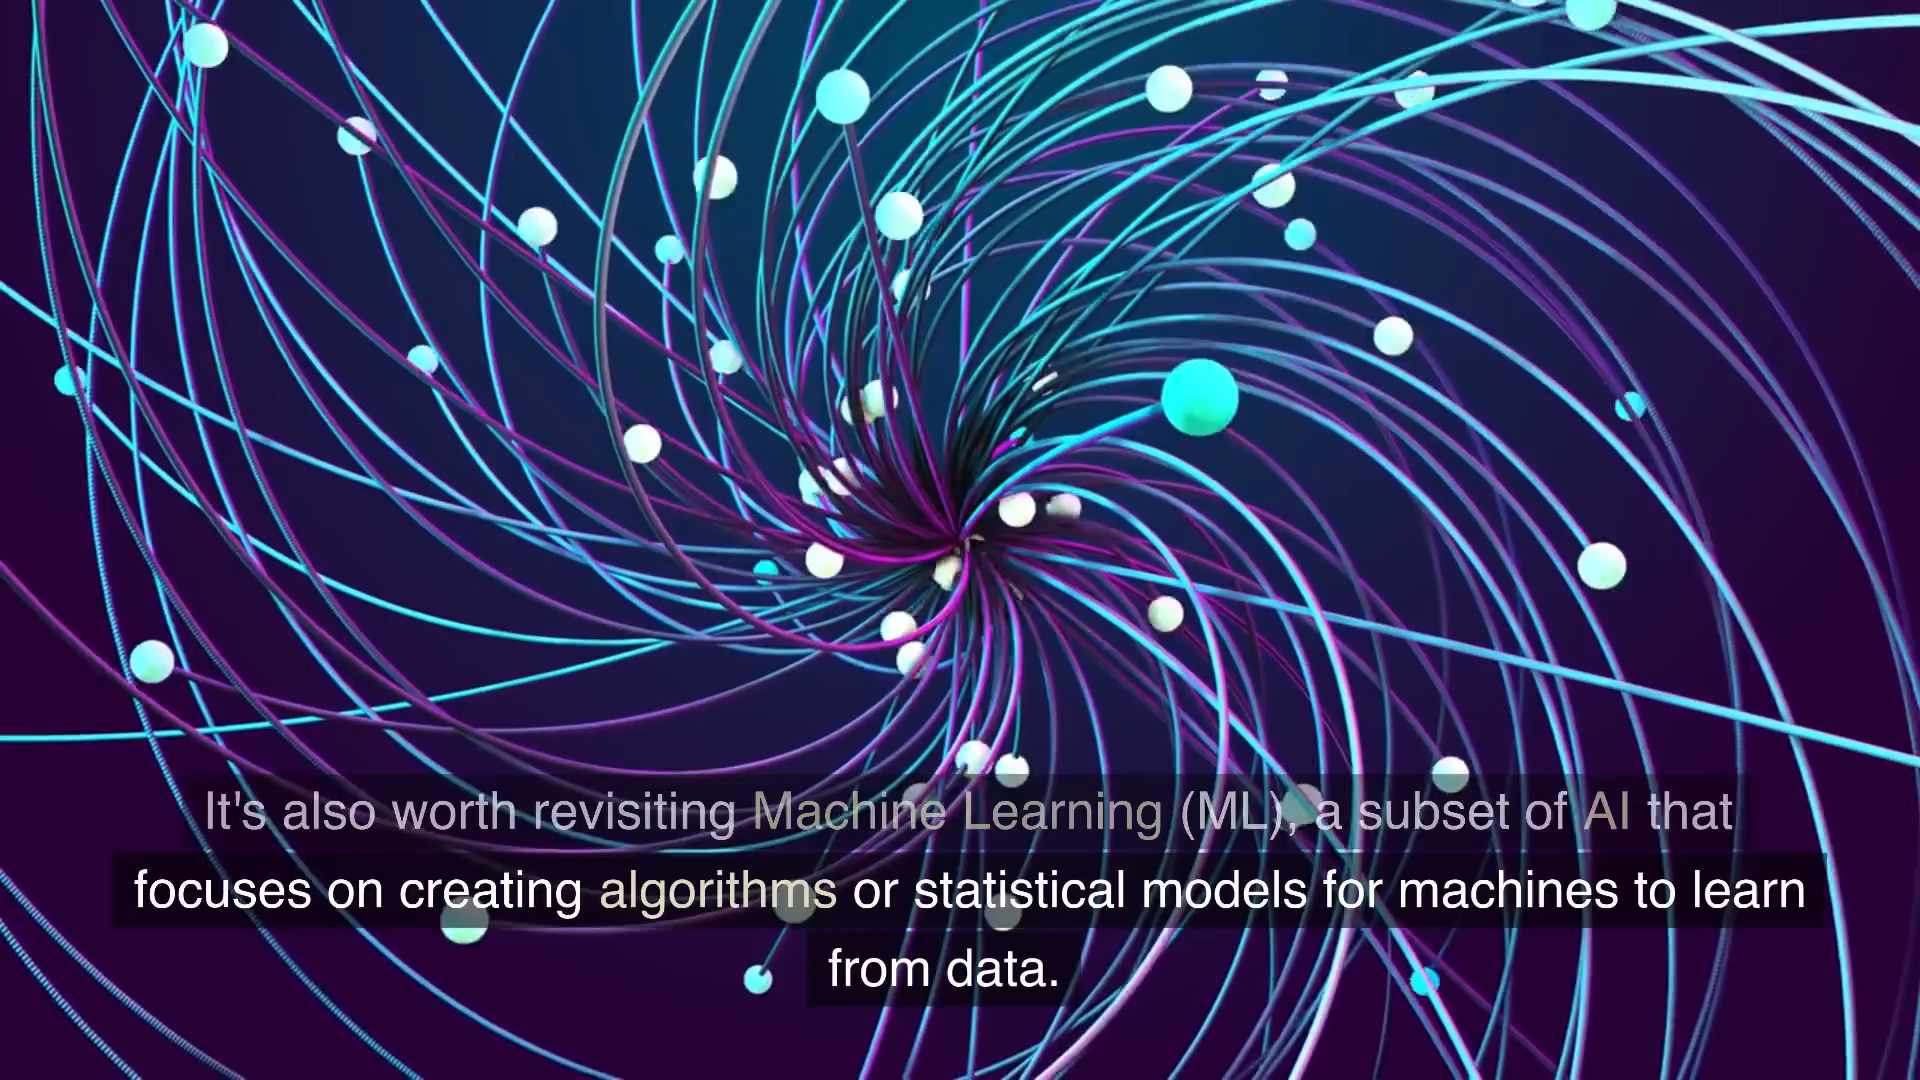 It's also worth revisiting Machine Learning (ML), a subset of AI that
focuses on creating algorithms or statistical models for machines to learn
from data.